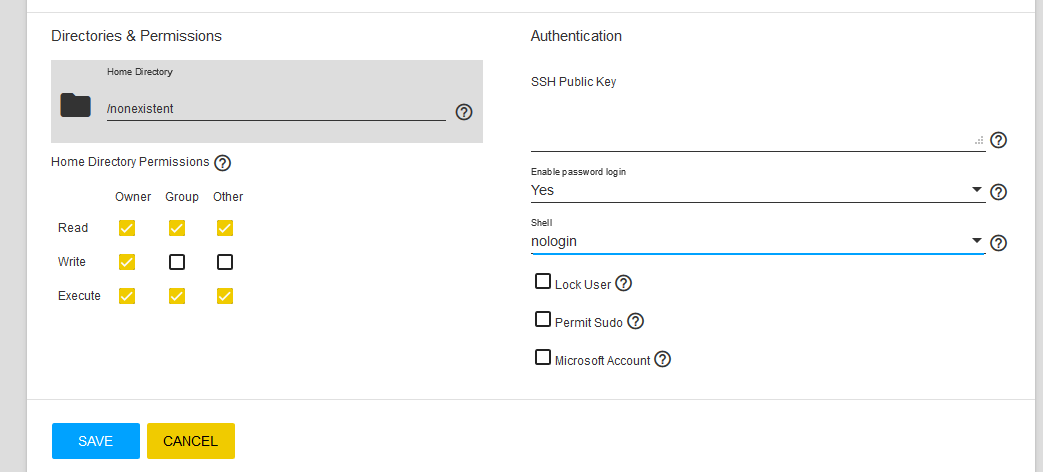 Directories & Permissions
Home Directory
/nonexistent
Home Directory Permissions
Owner Group Other
Read
Write
Execute
Authentication
SSH Public Key
Enable password login
Yes
Shell
nologin
Lock User
Permit Sudo
Microsoft Account
SAVE CANCEL